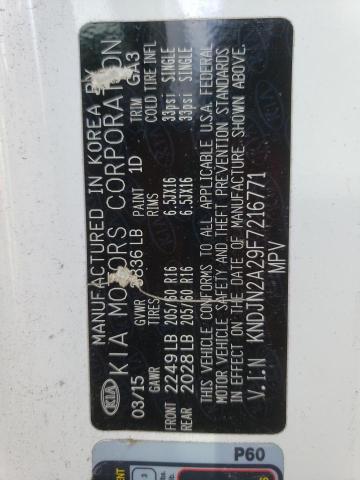 MANUFACTURED IN KOREA
KIA KIA MOTORS CORPORATION
03/15 GVWR 3836 LB PAINT 1D TRIM GA3
GAWR TIRES RIMS COLD TIRE INFL
FRONT 2249 LB 205/60 R16 6.5JX16 33psi SINGLE
REAR 2028 LB 205/60 R16 6.5JX16 33psi SINGLE
THIS VEHICLE CONFORMS TO ALL APPLICABLE U.S.A. FEDERAL
MOTOR VEHICLE SAFETY AND THEFT PREVENTION STANDARDS
IN EFFECT ON THE DATE OF MANUFACTURE SHOWN ABOVE.
V.I.N KNDJN2A29F7216771
MPV
P60